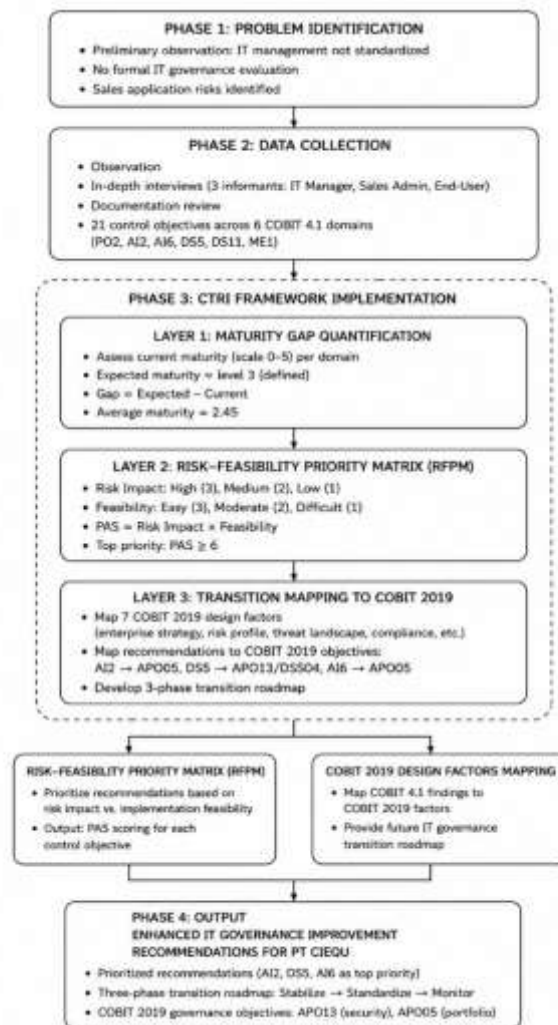 PHASE 1: PROBLEM IDENTIFICATION
• Preliminary observation: IT management not standardized
• No formal IT governance evaluation
• Sales application risks identified
PHASE 2: DATA COLLECTION
• Observation
• In-depth interviews (3 informants: IT Manager, Sales Admin, End-User)
• Documentation review
• 21 control objectives across 6 COBIT 4.1 domains
(PO2, AI2, AI6, DS5, DS11, ME1)
PHASE 3: CTRI FRAMEWORK IMPLEMENTATION
LAYER 1: MATURITY GAP QUANTIFICATION
• Assess current maturity (scale 0–5) per domain
• Expected maturity = level 3 (defined)
• Gap = Expected – Current
• Average maturity = 2.45
LAYER 2: RISK–FEASIBILITY PRIORITY MATRIX (RFPM)
• Risk Impact: High (3), Medium (2), Low (1)
• Feasibility: Easy (3), Moderate (2), Difficult (1)
• PAS = Risk Impact × Feasibility
• Top priority: PAS ≥ 6
LAYER 3: TRANSITION MAPPING TO COBIT 2019
• Map 7 COBIT 2019 design factors
(enterprise strategy, risk profile, threat landscape, compliance, etc.)
• Map recommendations to COBIT 2019 objectives:
AI2 → APO05, DS5 → APO13/DSS04, AI6 → APO05
• Develop 3-phase transition roadmap
RISK–FEASIBILITY PRIORITY MATRIX (RFPM)
• Prioritize recommendations based on
risk impact vs. implementation feasibility
• Output: PAS scoring for each
control objective
COBIT 2019 DESIGN FACTORS MAPPING
• Map COBIT 4.1 findings to
COBIT 2019 factors
• Provide future IT governance
transition roadmap
PHASE 4: OUTPUT
ENHANCED IT GOVERNANCE IMPROVEMENT
RECOMMENDATIONS FOR PT CIEQU
• Prioritized recommendations (AI2, DS5, AI6 as top priority)
• Three-phase transition roadmap: Stabilize → Standardize → Monitor
• COBIT 2019 governance objectives: APO13 (security), APO05 (portfolio)